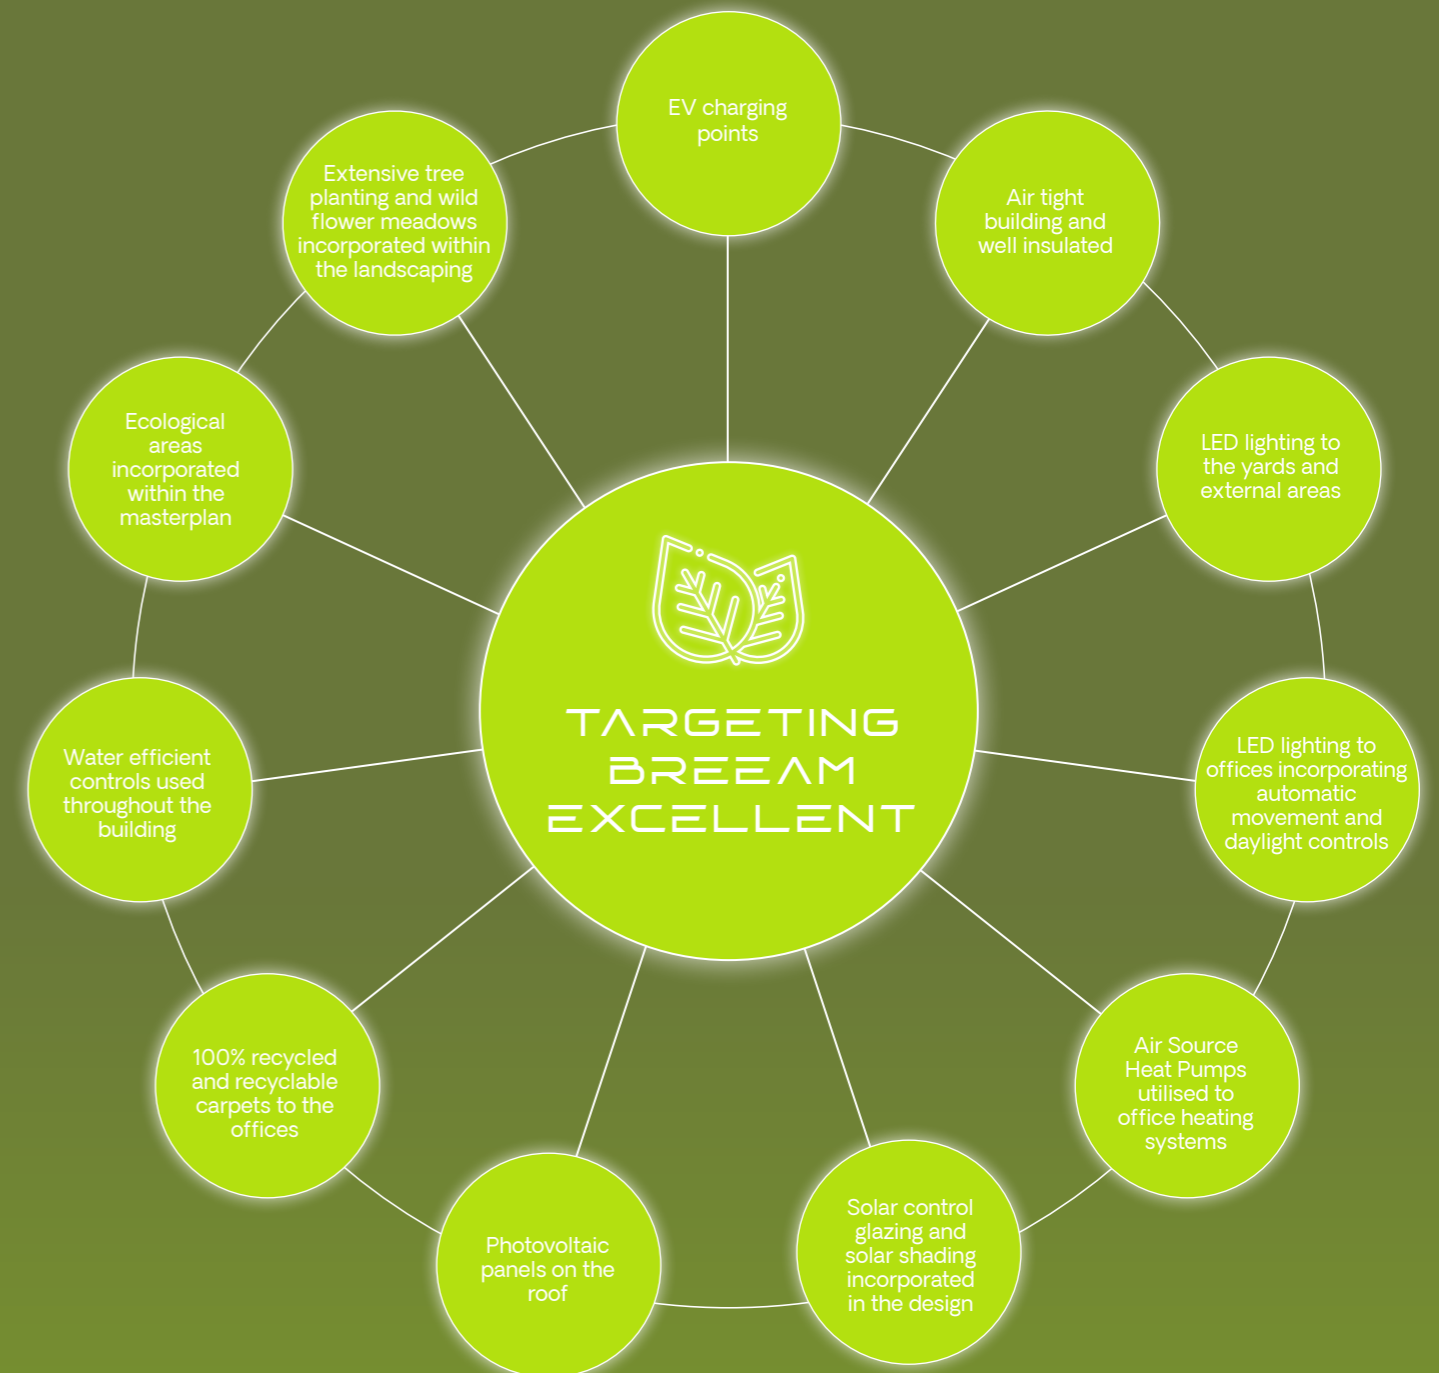 EV charging
points
Air tight
building and
well insulated
LED lighting to
the yards and
external areas
LED lighting to
offices incorporating
automatic
movement and
daylight controls
Air Source
Heat Pumps
utilised to
office heating
systems
Solar control
glazing and
solar shading
incorporated
in the design
Photovoltaic
panels on the
roof
100% recycled
and recyclable
carpets to the
offices
Water efficient
controls used
throughout the
building
Ecological
areas
incorporated
within the
masterplan
Extensive tree
planting and wild
flower meadows
incorporated within
the landscaping
TARGETING
BREEAM
EXCELLENT